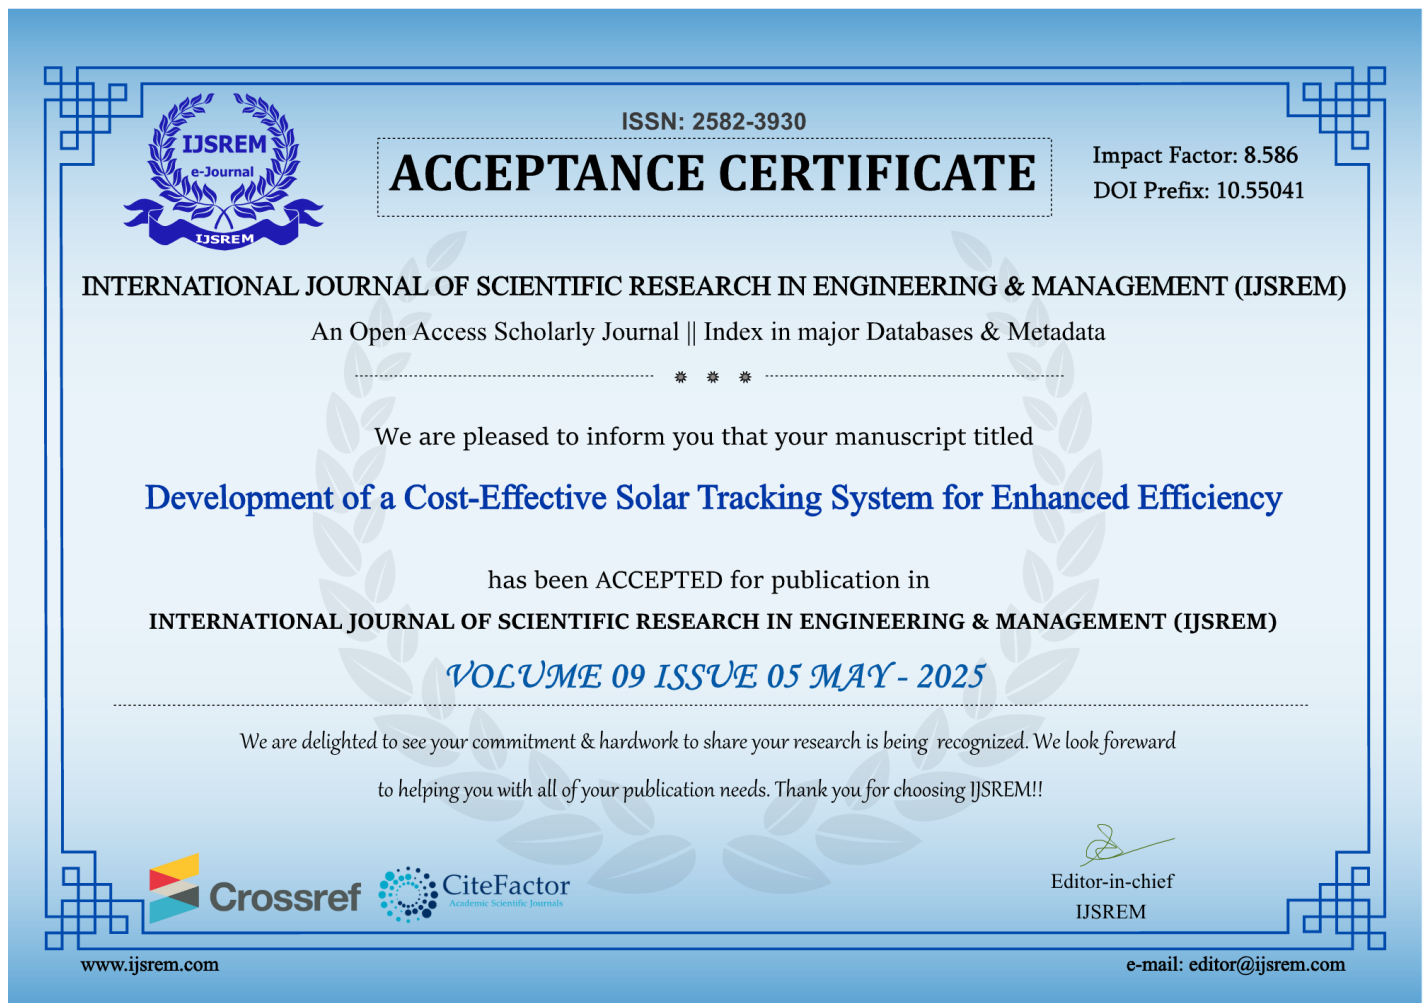 IJSREM
e-Journal
IJSREM
ISSN: 2582-3930
ACCEPTANCE CERTIFICATE
Impact Factor: 8.586
DOI Prefix: 10.55041
INTERNATIONAL JOURNAL OF SCIENTIFIC RESEARCH IN ENGINEERING & MANAGEMENT (IJSREM)
An Open Access Scholarly Journal || Index in major Databases & Metadata
We are pleased to inform you that your manuscript titled
Development of a Cost-Effective Solar Tracking System for Enhanced Efficiency
has been ACCEPTED for publication in
INTERNATIONAL JOURNAL OF SCIENTIFIC RESEARCH IN ENGINEERING & MANAGEMENT (IJSREM)
VOLUME 09 ISSUE 05 MAY - 2025
We are delighted to see your commitment & hardwork to share your research is being recognized. We look foreward
to helping you with all of your publication needs. Thank you for choosing IJSREM!!
Crossref
CiteFactor
Academic Scientific Journals
Editor-in-chief
IJSREM
www.ijsrem.com
e-mail: editor@ijsrem.com